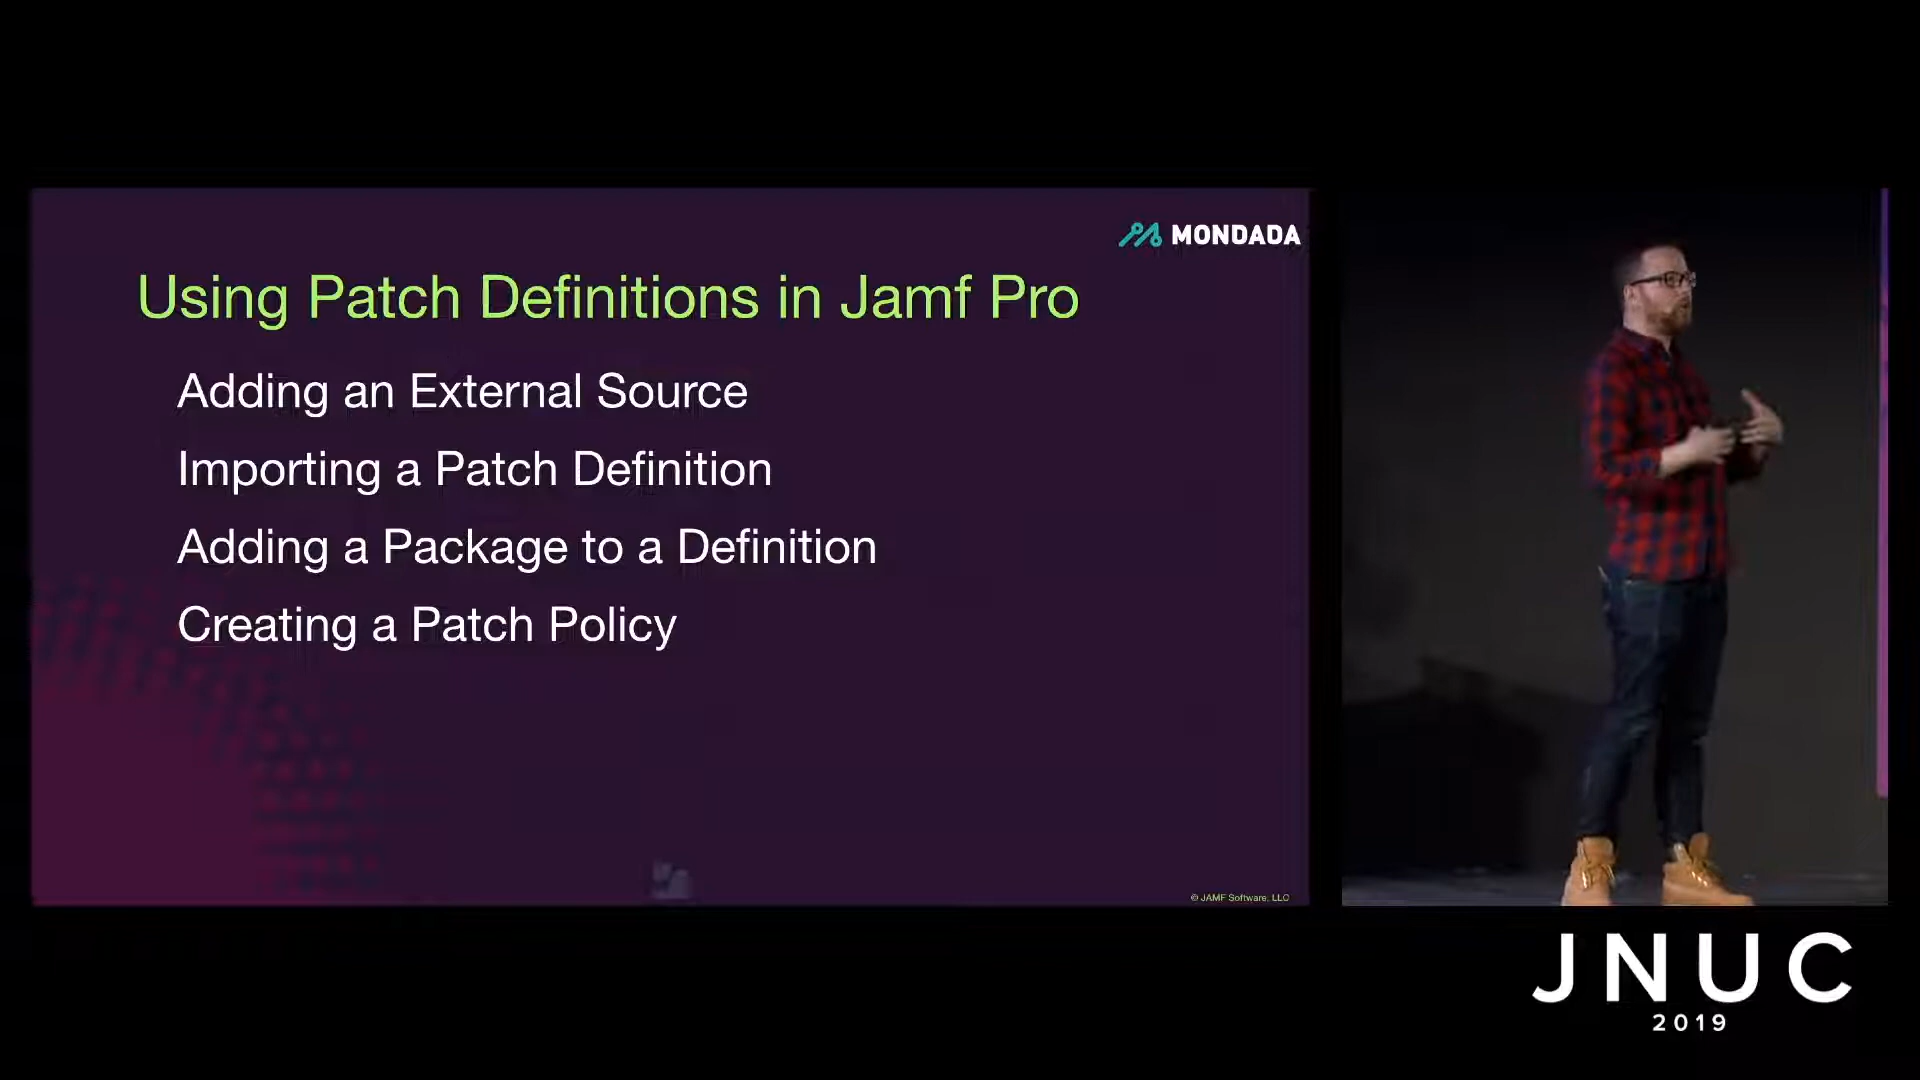 MONDADA
Using Patch Definitions in Jamf Pro
Adding an External Source
Importing a Patch Definition
Adding a Package to a Definition
Creating a Patch Policy
© JAMF Software, LLC
JNUC
2019